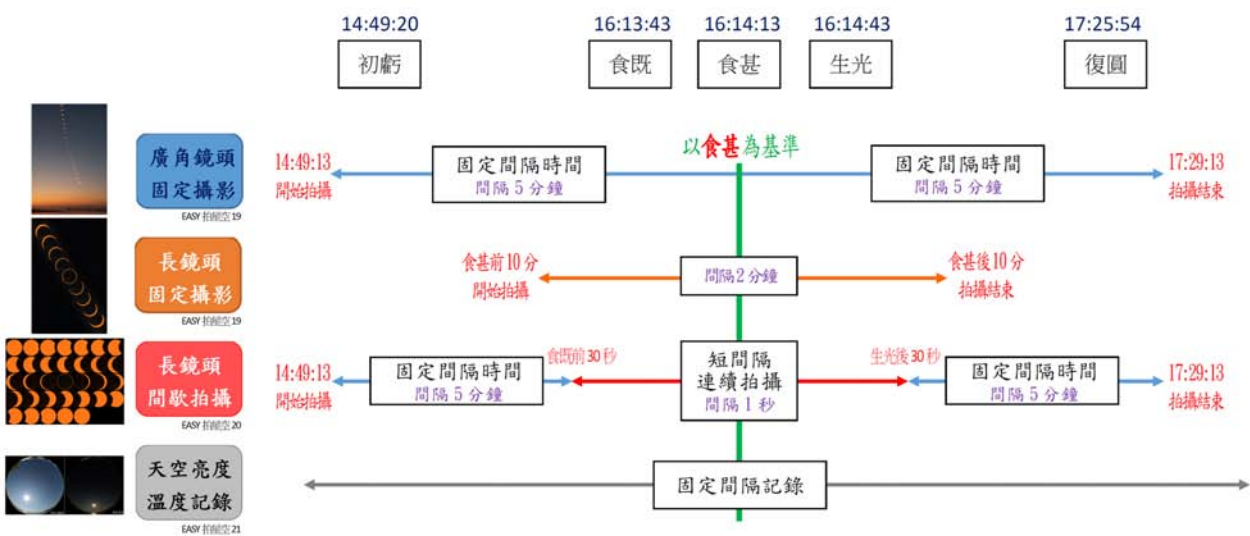 14:49:20
16:13:43
16:14:13
16:14:43
17:25:54
初虧
食既
食甚
生光
復圓
廣角鏡頭
固定攝影
EASY 拍星空 19
14:49:13
開始拍攝
固定間隔時間
間隔 5 分鐘
以食甚為基準
固定間隔時間
間隔 5 分鐘
17:29:13
拍攝結束
長鏡頭
固定攝影
EASY 拍星空 19
食甚前10分
開始拍攝
間隔2分鐘
食甚後10分
拍攝結束
長鏡頭
間歇拍攝
EASY 拍星空 20
14:49:13
開始拍攝
固定間隔時間
間隔 5 分鐘
食既前30秒
短間隔
連續拍攝
間隔 1 秒
生光後30秒
固定間隔時間
間隔 5 分鐘
17:29:13
拍攝結束
天空亮度
溫度記錄
EASY 拍星空 21
固定間隔記錄